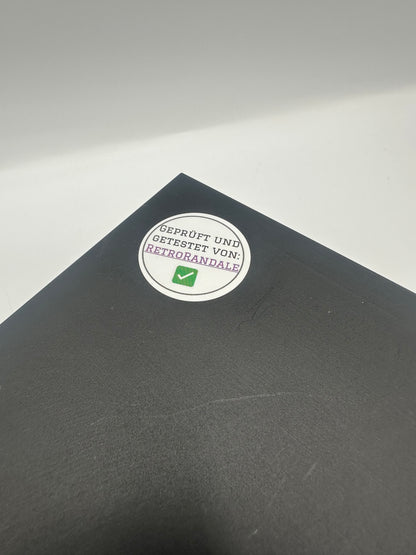 Geprüft und
getestet von:
RetroRandale